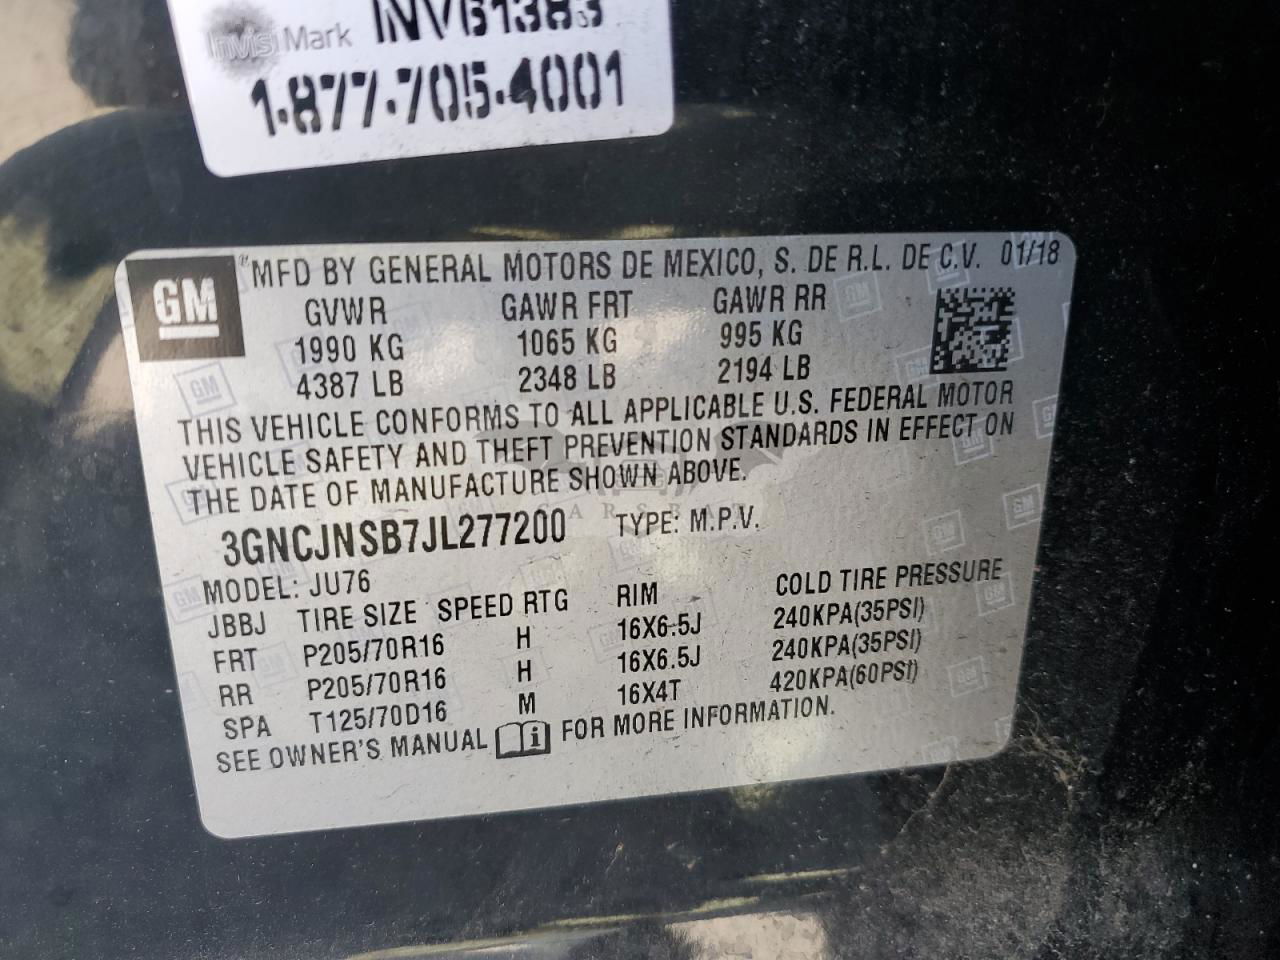 InvisiMark INV61383
1-877-705-4001
GM ® MFD BY GENERAL MOTORS DE MEXICO, S. DE R.L. DE C.V. 01/18
GVWR GAWR FRT GAWR RR
1990 KG 1065 KG 995 KG
4387 LB 2348 LB 2194 LB
THIS VEHICLE CONFORMS TO ALL APPLICABLE U.S. FEDERAL MOTOR
VEHICLE SAFETY AND THEFT PREVENTION STANDARDS IN EFFECT ON
THE DATE OF MANUFACTURE SHOWN ABOVE.
3GNCJNSB7JL277200 TYPE: M.P.V.
MODEL: JU76
JBBJ TIRE SIZE SPEED RTG RIM COLD TIRE PRESSURE
FRT P205/70R16 H 16X6.5J 240KPA(35PSI)
RR P205/70R16 H 16X6.5J 240KPA(35PSI)
SPA T125/70D16 M 16X4T 420KPA(60PSI)
SEE OWNER'S MANUAL FOR MORE INFORMATION.